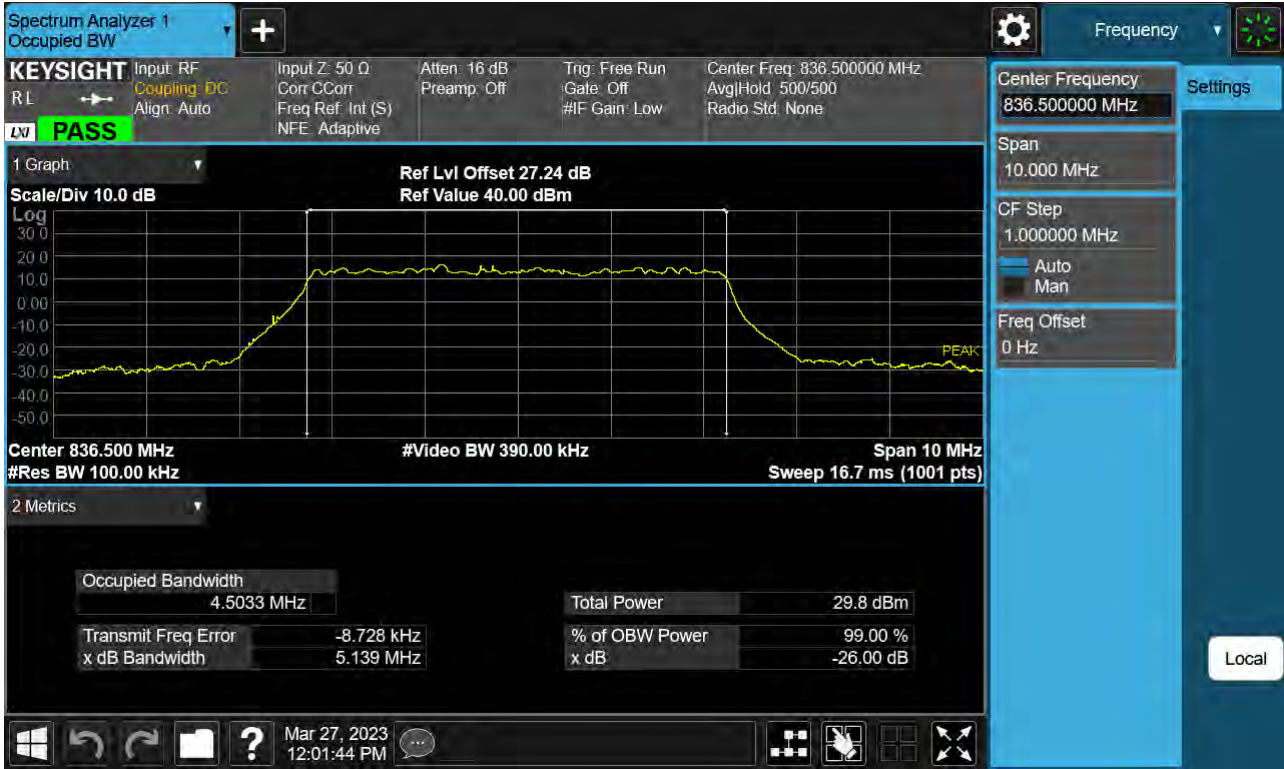 Spectrum Analyzer 1
Occupied BW
+
Frequency
KEYSIGHT
RL
LXI
PASS
Input: RF
Coupling: DC
Align: Auto
Input Z: 50 Ω
Corr CCorr
Freq Ref: Int (S)
NFE: Adaptive
Atten: 16 dB
Preamp: Off
Trig: Free Run
Gate: Off
#IF Gain: Low
Center Freq: 836.500000 MHz
Avg|Hold: 500/500
Radio Std: None
Center Frequency
836.500000 MHz
Settings
Span
10.000 MHz
CF Step
1.000000 MHz
Auto
Man
Freq Offset
0 Hz
1 Graph
Scale/Div 10.0 dB
Ref Lvl Offset 27.24 dB
Ref Value 40.00 dBm
Log
30.0
20.0
10.0
0.00
-10.0
-20.0
-30.0
-40.0
-50.0
PEAK
Center 836.500 MHz
#Video BW 390.00 kHz
Span 10 MHz
#Res BW 100.00 kHz
Sweep 16.7 ms (1001 pts)
2 Metrics
Occupied Bandwidth
4.5033 MHz
Total Power 29.8 dBm
Transmit Freq Error -8.728 kHz
% of OBW Power 99.00 %
x dB Bandwidth 5.139 MHz
x dB -26.00 dB
Local
?
Mar 27, 2023
12:01:44 PM